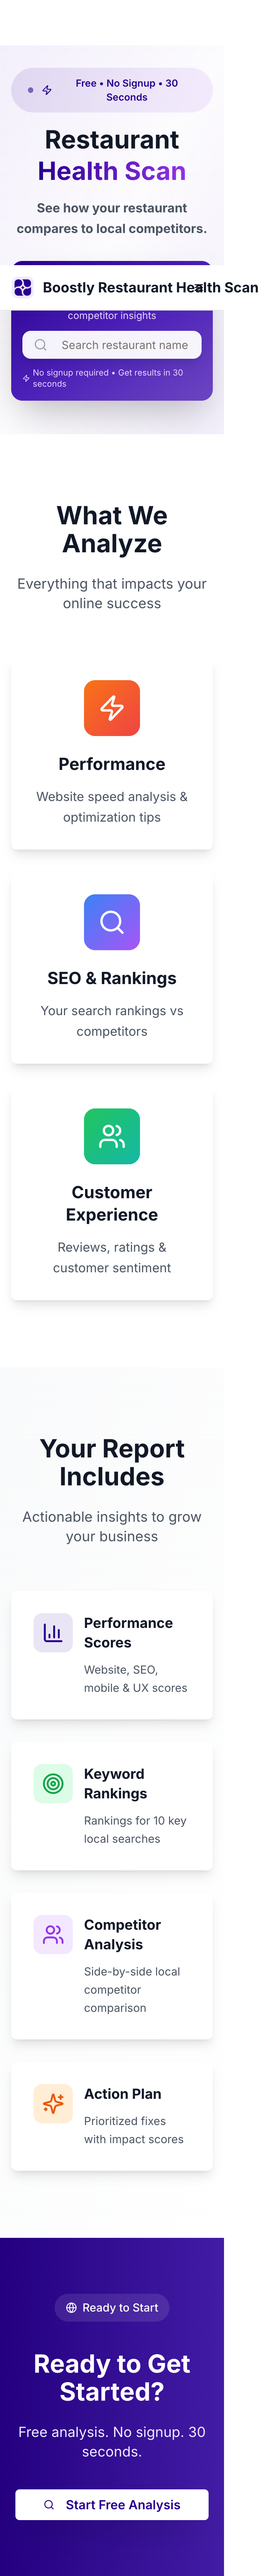 Free • No Signup • 30
Seconds
Restaurant
Health Scan
See how your restaurant
compares to local competitors.
Boostly Restaurant Health Scan
competitor insights
Search restaurant name
No signup required • Get results in 30
seconds
What We
Analyze
Everything that impacts your
online success
Performance
Website speed analysis &
optimization tips
SEO & Rankings
Your search rankings vs
competitors
Customer
Experience
Reviews, ratings &
customer sentiment
Your Report
Includes
Actionable insights to grow
your business
Performance
Scores
Website, SEO,
mobile & UX scores
Keyword
Rankings
Rankings for 10 key
local searches
Competitor
Analysis
Side-by-side local
competitor
comparison
Action Plan
Prioritized fixes
with impact scores
Ready to Start
Ready to Get
Started?
Free analysis. No signup. 30
seconds.
Start Free Analysis